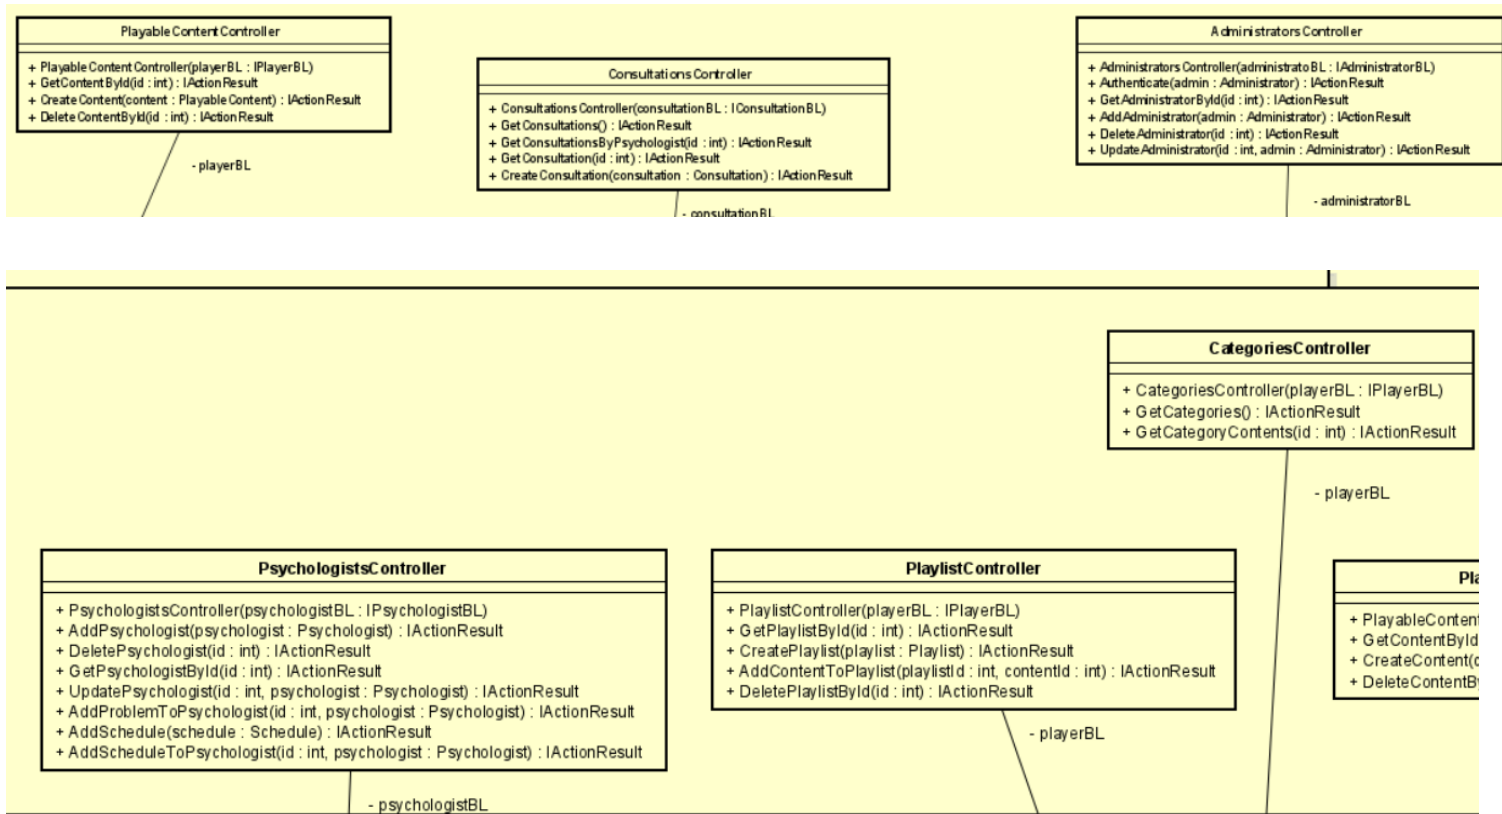 PlayableContentController
+ PlayableContentController(playerBL : IPlayerBL)
+ GetContentById(id : int) : IActionResult
+ CreateContent(content : PlayableContent) : IActionResult
+ DeleteContentById(id : int) : IActionResult
- playerBL
ConsultationsController
+ ConsultationsController(consultationBL : IConsultationBL)
+ GetConsultations() : IActionResult
+ GetConsultationsByPsychologist(id : int) : IActionResult
+ GetConsultation(id : int) : IActionResult
+ CreateConsultation(consultation : Consultation) : IActionResult
- consultationBL
AdministratorsController
+ AdministratorsController(administratoBL : IAdministratorBL)
+ Authenticate(admin : Administrator) : IActionResult
+ GetAdministratorById(id : int) : IActionResult
+ AddAdministrator(admin : Administrator) : IActionResult
+ DeleteAdministrator(id : int) : IActionResult
+ UpdateAdministrator(id : int, admin : Administrator) : IActionResult
- administratorBL
CategoriesController
+ CategoriesController(playerBL : IPlayerBL)
+ GetCategories() : IActionResult
+ GetCategoryContents(id : int) : IActionResult
- playerBL
PsychologistsController
+ PsychologistsController(psychologistBL : IPsychologistBL)
+ AddPsychologist(psychologist : Psychologist) : IActionResult
+ DeletePsychologist(id : int) : IActionResult
+ GetPsychologistById(id : int) : IActionResult
+ UpdatePsychologist(id : int, psychologist : Psychologist) : IActionResult
+ AddProblemToPsychologist(id : int, psychologist : Psychologist) : IActionResult
+ AddSchedule(schedule : Schedule) : IActionResult
+ AddScheduleToPsychologist(id : int, psychologist : Psychologist) : IActionResult
- psychologistBL
PlaylistController
+ PlaylistController(playerBL : IPlayerBL)
+ GetPlaylistById(id : int) : IActionResult
+ CreatePlaylist(playlist : Playlist) : IActionResult
+ AddContentToPlaylist(playlistId : int, contentId : int) : IActionResult
+ DeletePlaylistById(id : int) : IActionResult
- playerBL
Pla
+ PlayableConten
+ GetContentById
+ CreateContent(c
+ DeleteContentBy